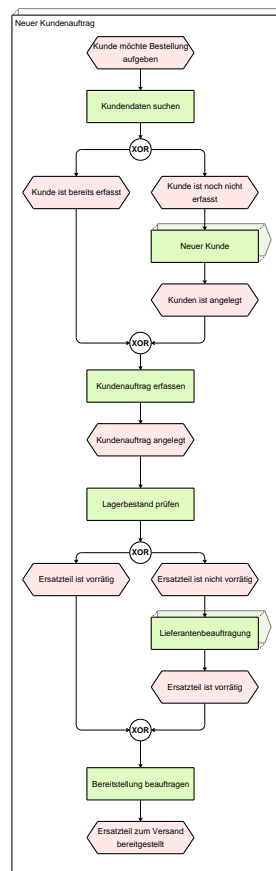 Neuer Kundenauftrag
Kunde möchte Bestellung
aufgeben
Kundendaten suchen
XOR
Kunde ist bereits erfasst
Kunde ist noch nicht
erfasst
Neuer Kunde
Kunden ist angelegt
XOR
Kundenauftrag erfassen
Kundenauftrag angelegt
Lagerbestand prüfen
XOR
Ersatzteil ist vorrätig
Ersatzteil ist nicht vorrätig
Lieferantenbeauftragung
Ersatzteil ist vorrätig
XOR
Bereitstellung beauftragen
Ersatzteil zum Versand
bereitgestellt